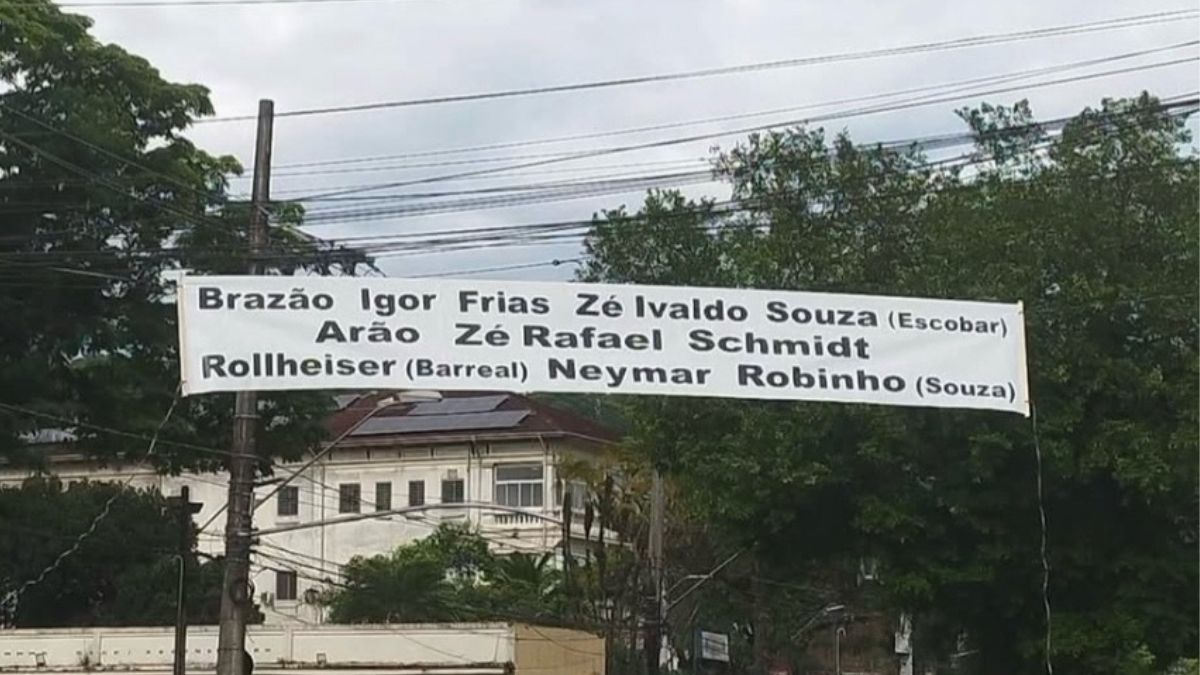 Brazão Igor Frias Zé Ivaldo Souza (Escobar)
Arão Zé Rafael Schmidt
Rollheiser (Barreal) Neymar Robinho (Souza)